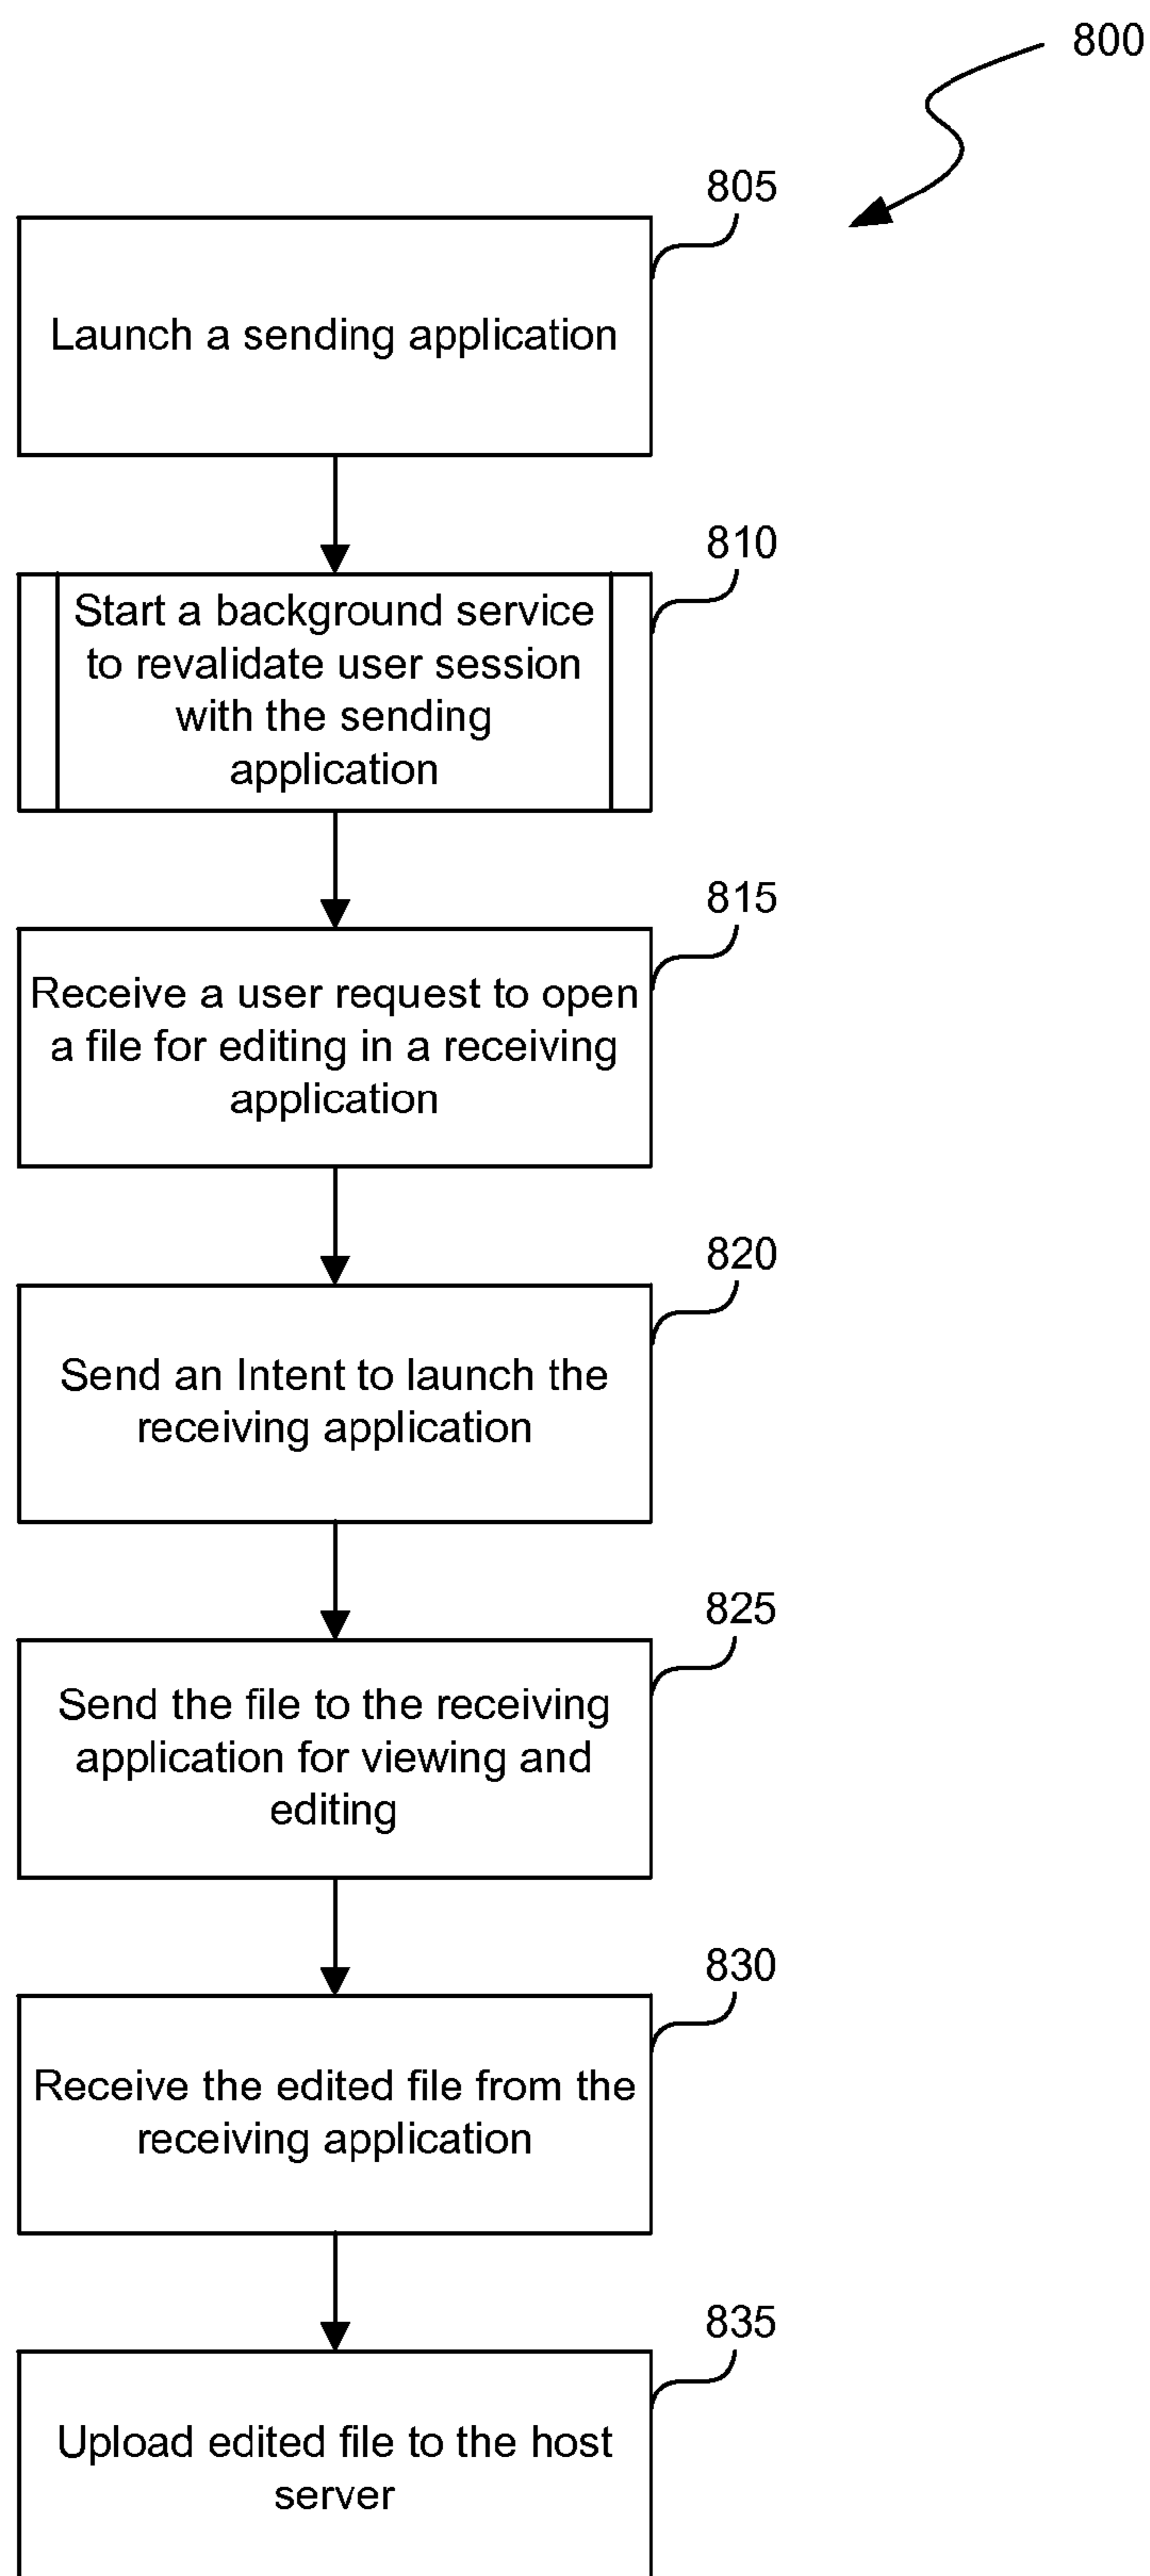 800
805
Launch a sending application
810
Start a background service
to revalidate user session
with the sending
application
815
Receive a user request to open
a file for editing in a receiving
application
820
Send an Intent to launch the
receiving application
825
Send the file to the receiving
application for viewing and
editing
830
Receive the edited file from the
receiving application
835
Upload edited file to the host
server